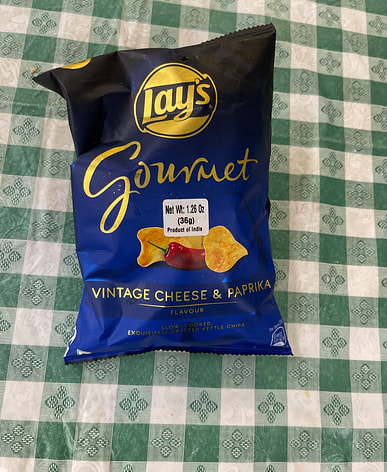 Lay's
Gourmet
Net Wt: 1.26 Oz
(36g)
Product of India
VINTAGE CHEESE & PAPRIKA
FLAVOUR
SLOW-COOKED,
EXQUISITELY CRAFTED KETTLE CHIPS